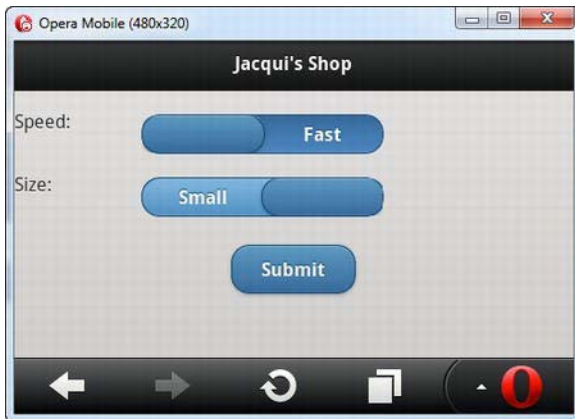 Opera Mobile (480x320)
Jacqui's Shop
Speed:
Fast
Size:
Small
Submit